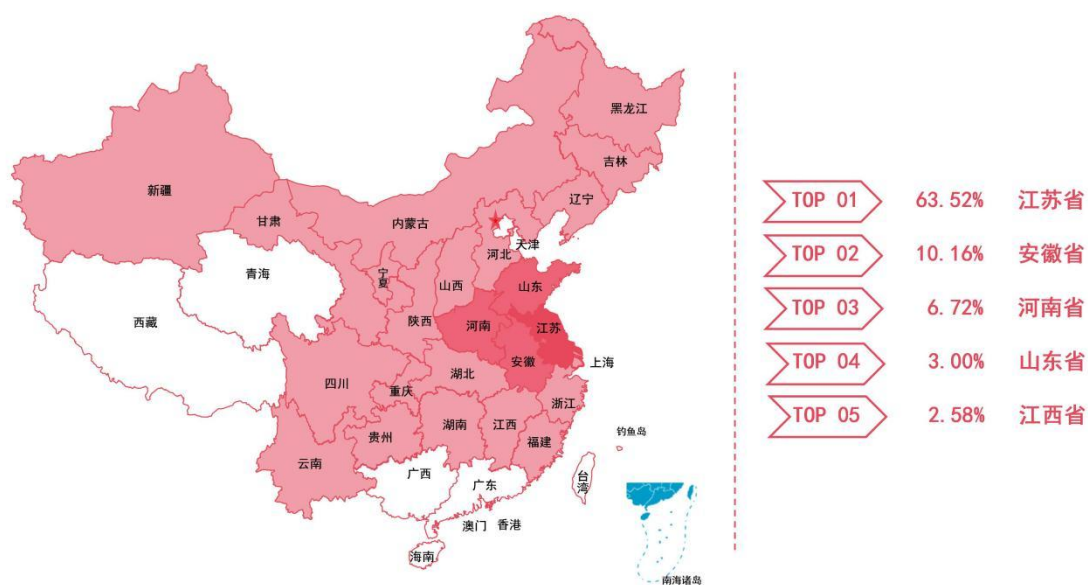 黑龙江
吉林
辽宁
新疆
甘肃
内蒙古
天津
河北
青海
宁夏
山西
山东
西藏
陕西
河南
江苏
安徽
上海
四川
重庆
湖北
浙江
贵州
湖南
江西
福建
钓鱼岛
云南
广西
广东
台湾
澳门
香港
海南
南海诸岛
TOP 01 63.52% 江苏省
TOP 02 10.16% 安徽省
TOP 03 6.72% 河南省
TOP 04 3.00% 山东省
TOP 05 2.58% 江西省